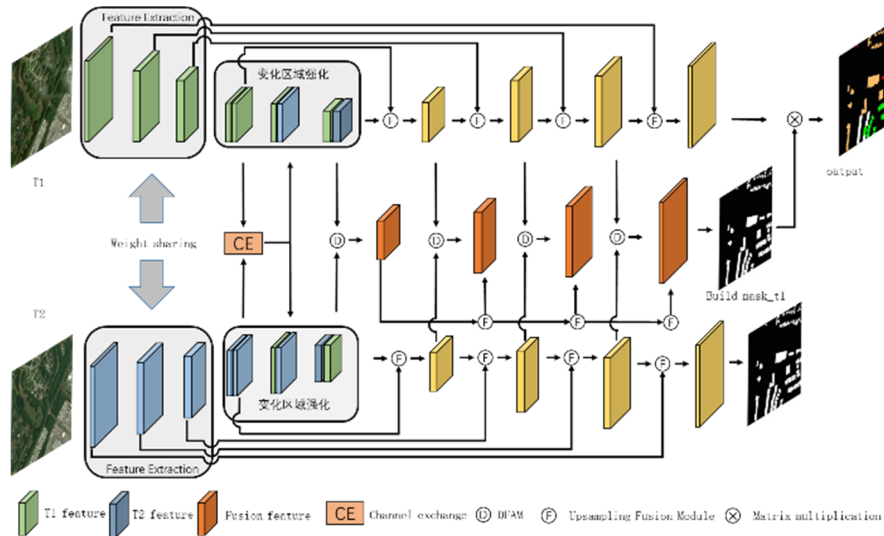 Feature Extraction
变化区域强化
F
F
F
F
T1
output
Weight sharing
CE
D
D
D
D
Build mask_t1
T2
F
F
F
F
F
F
F
变化区域强化
Feature Extraction
T1 feature
T2 feature
Fusion feature
CE
Channel exchange
D
DFAM
F
Upsampling Fusion Module
Matrix multiplication